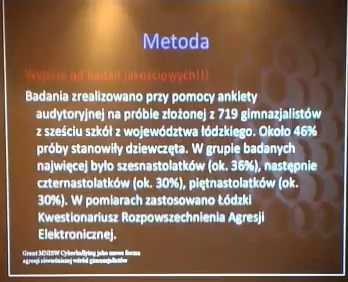 Metoda
Wyjście od badań jakościowych!!!
Badania zrealizowano przy pomocy ankiety
audytoryjnej na próbie złożonej z 719 gimnazjalistów
z sześciu szkół z województwa łódzkiego. Około 46%
próby stanowiły dziewczęta. W grupie badanych
najwięcej było szesnastolatków (ok. 36%), następnie
czternastolatków (ok. 30%), piętnastolatków (ok.
30%). W pomiarach zastosowano Łódzki
Kwestionariusz Rozpowszechnienia Agresji
Elektronicznej.
Grant MNiSW Cyberbullying jako nowa forma
agresji rówieśniczej wśród gimnazjalistów